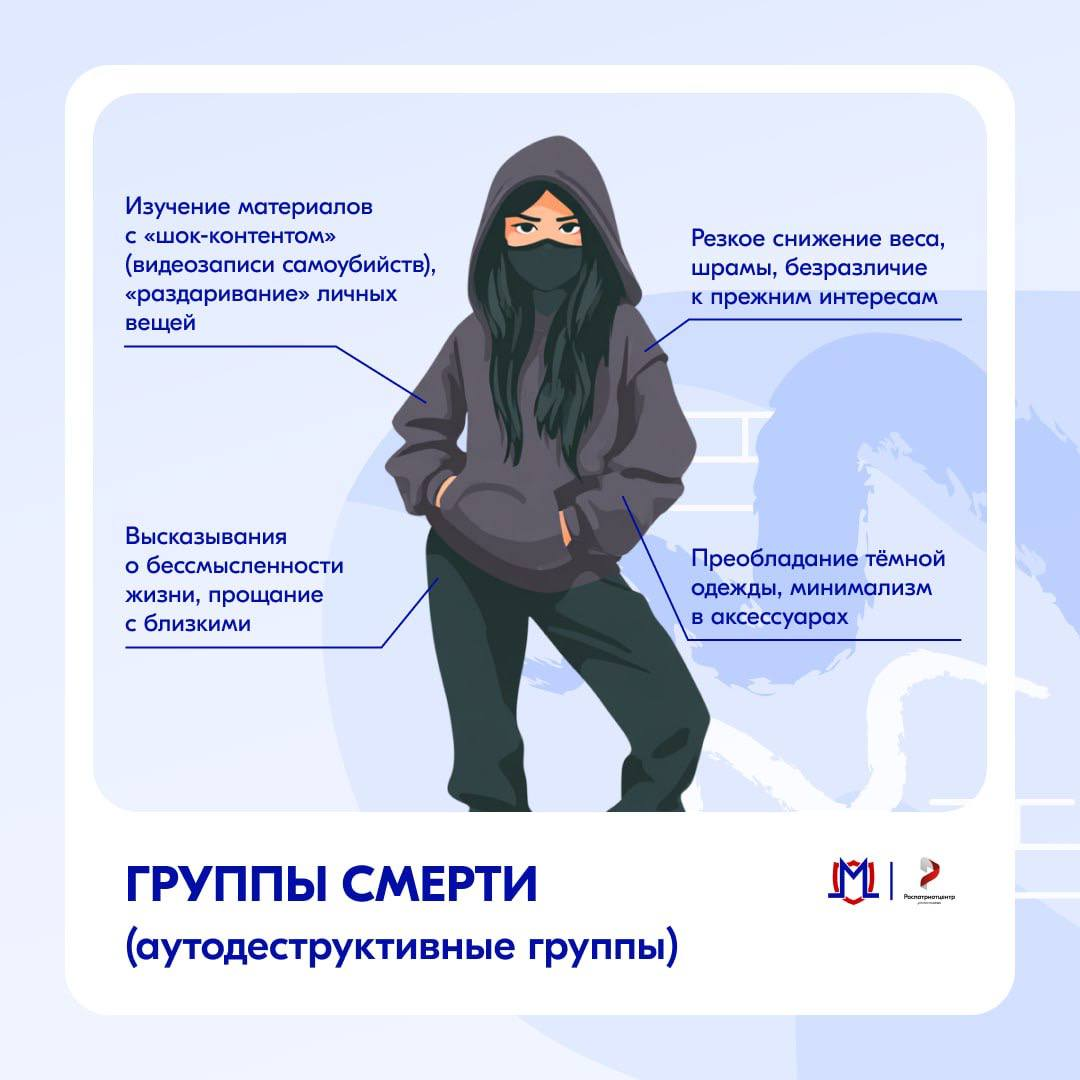 Изучение материалов
с «шок-контентом»
(видеозаписи самоубийств),
«раздаривание» личных
вещей
Резкое снижение веса,
шрамы, безразличие
к прежним интересам
Высказывания
о бессмысленности
жизни, прощание
с близкими
Преобладание тёмной
одежды, минимализм
в аксессуарах
ГРУППЫ СМЕРТИ
(аутодеструктивные группы)
Роспатриотцентр